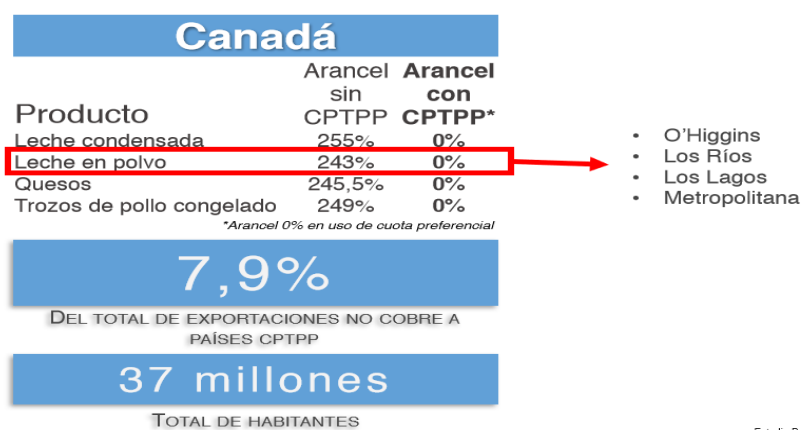 Canadá
Arancel Arancel
sin con
Producto CPTPP CPTPP*
Leche condensada 255% 0%
Leche en polvo 243% 0%
Quesos 245,5% 0%
Trozos de pollo congelado 249% 0%
*Arancel 0% en uso de cuota preferencial
7,9%
DEL TOTAL DE EXPORTACIONES NO COBRE A
PAÍSES CPTPP
37 millones
TOTAL DE HABITANTES
• O’Higgins
• Los Ríos
• Los Lagos
• Metropolitana